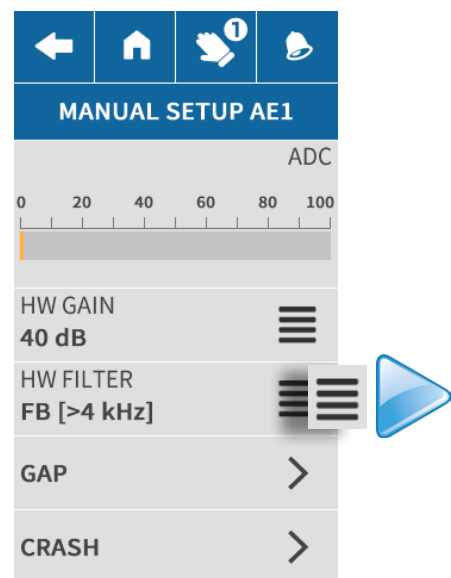 1
MANUAL SETUP AE1
ADC
0 20 40 60 80 100
HW GAIN
40 dB
HW FILTER
FB [>4 kHz]
GAP
CRASH